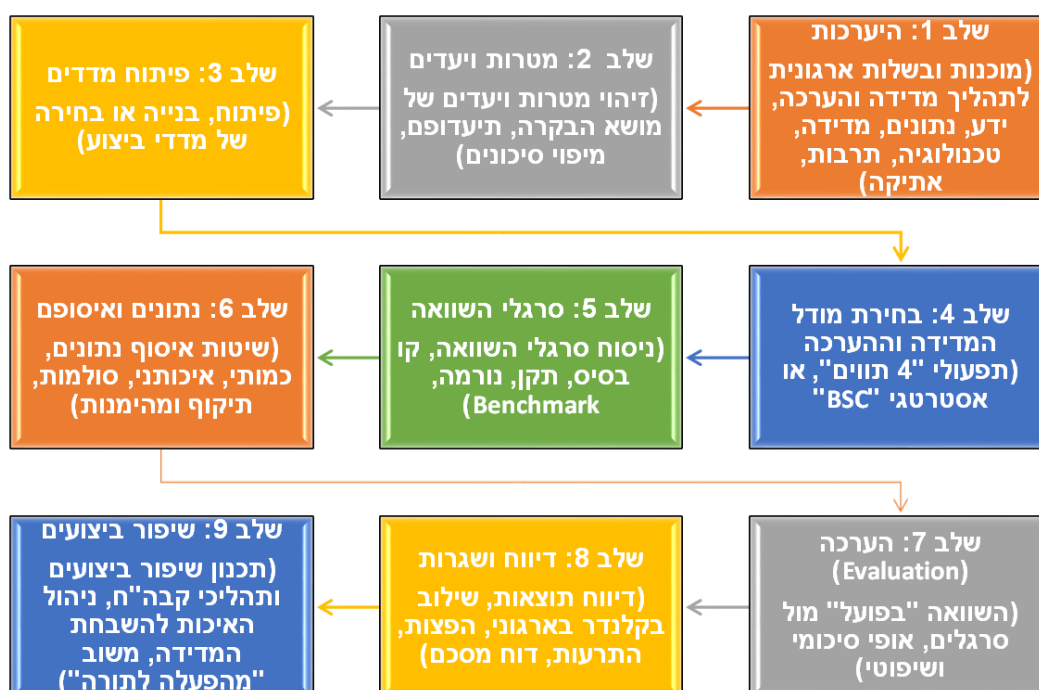 שלב 1: היערכות
(מוכנות ובשלות ארגונית
לתהליך מדידה והערכה,
ידע, נתונים, מדידה,
טכנולוגיה, תרבות,
אתיקה)
שלב 2: מטרות ויעדים
(זיהוי מטרות ויעדים של
מושא הבקרה, תיעדופם,
מיפוי סיכונים)
שלב 3: פיתוח מדדים
(פיתוח, בנייה או בחירה
של מדדי ביצוע)
שלב 4: בחירת מודל
המדידה וההערכה
(תפעולי "4 תווים", או
אסטרטגי "BSC"
שלב 5: סרגלי השוואה
(ניסוח סרגלי השוואה, קו
בסיס, תקן, נורמה,
Benchmark)
שלב 6: נתונים ואיסופם
(שיטות איסוף נתונים,
כמותי, איכותני, סולמות,
תיקוף ומהימנות)
שלב 7: הערכה
(Evaluation)
(השוואה "בפועל" מול
סרגלים, אופי סיכומי
ושיפוטי)
שלב 8: דיווח ושגרות
(דיווח תוצאות, שילוב
בקלנדר בארגוני, הפצות,
התרעות, דוח מסכם)
שלב 9: שיפור ביצועים
(תכנון שיפור ביצועים
ותהליכי קבה"ח, ניהול
האיכות להשבחת
המדידה, משוב
"מהפעלה לתורה")